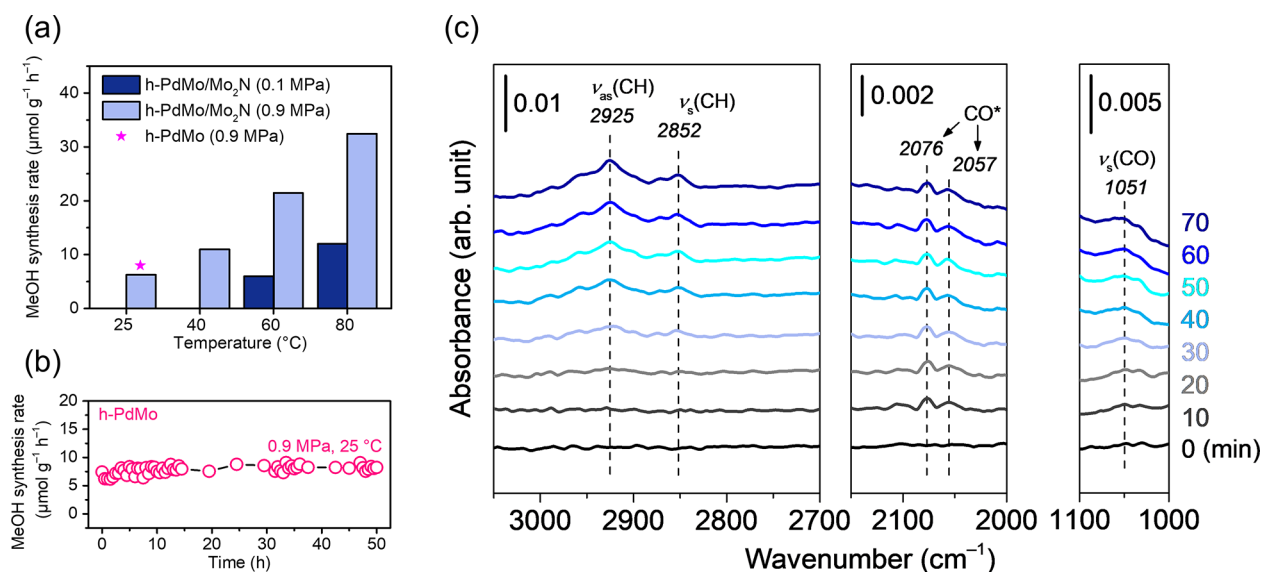 (a)
MeOH synthesis rate (µmol g⁻¹ h⁻¹)
40
30
20
10
0
h-PdMo/Mo₂N (0.1 MPa)
h-PdMo/Mo₂N (0.9 MPa)
★ h-PdMo (0.9 MPa)
25 40 60 80
Temperature (°C)
(b)
MeOH synthesis rate
(µmol g⁻¹ h⁻¹)
20
15
10
5
0
h-PdMo
0.9 MPa, 25 °C
0 10 20 30 40 50
Time (h)
(c)
Absorbance (arb. unit)
0.01
νas(CH)
2925
νs(CH)
2852
3000 2900 2800 2700
0.002
CO*
2076
2057
2100 2000
0.005
νs(CO)
1051
1100 1000
70
60
50
40
30
20
10
0 (min)
Wavenumber (cm⁻¹)